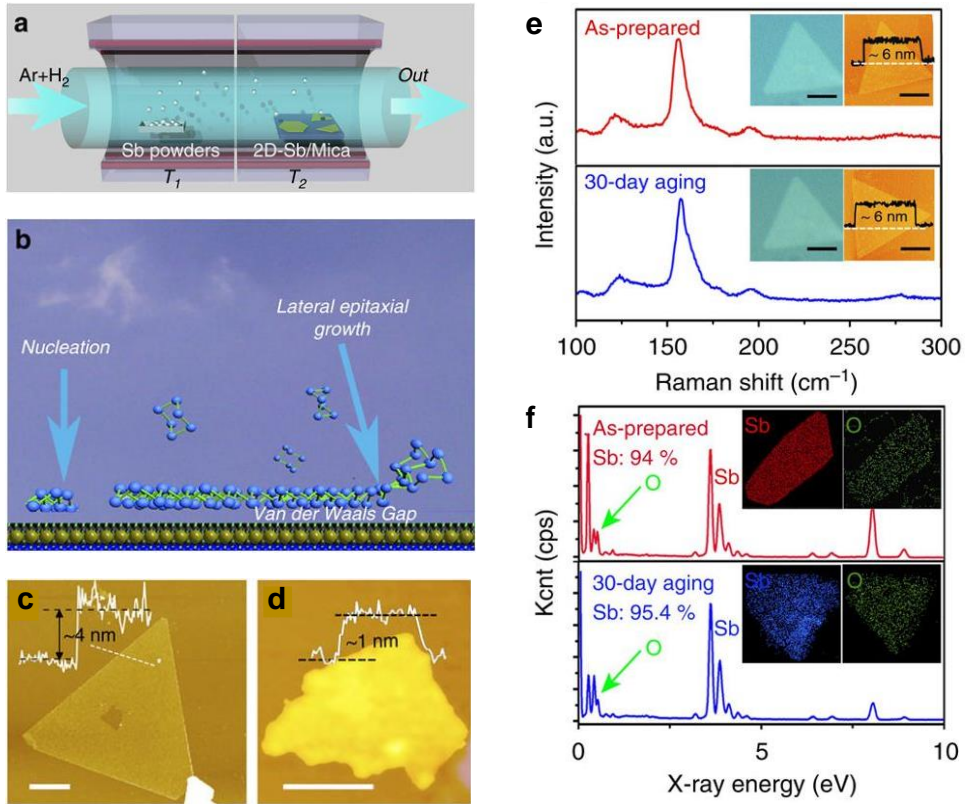 a
Ar+H₂
Out
Sb powders
2D-Sb/Mica
T₁
T₂
b
Nucleation
Lateral epitaxial
growth
Van der Waals Gap
c
~4 nm
d
~1 nm
e
As-prepared
~ 6 nm
30-day aging
~ 6 nm
Intensity (a.u.)
100
150
200
250
300
Raman shift (cm⁻¹)
f
As-prepared
Sb: 94 %
O
Sb
Sb
O
30-day aging
Sb: 95.4 %
O
Sb
Sb
O
Kcnt (cps)
0
5
10
X-ray energy (eV)